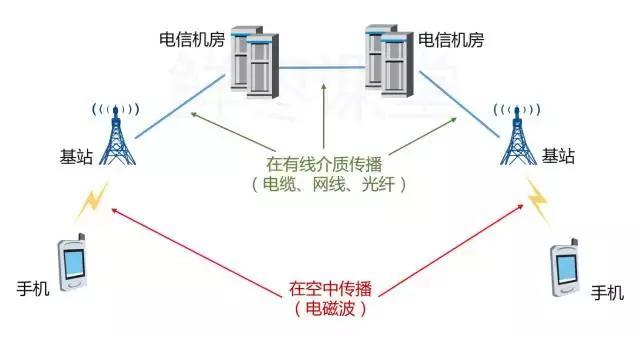 电信机房
电信机房
基站
基站
在有线介质传播
（电缆、网线、光纤）
手机
手机
在空中传播
（电磁波）